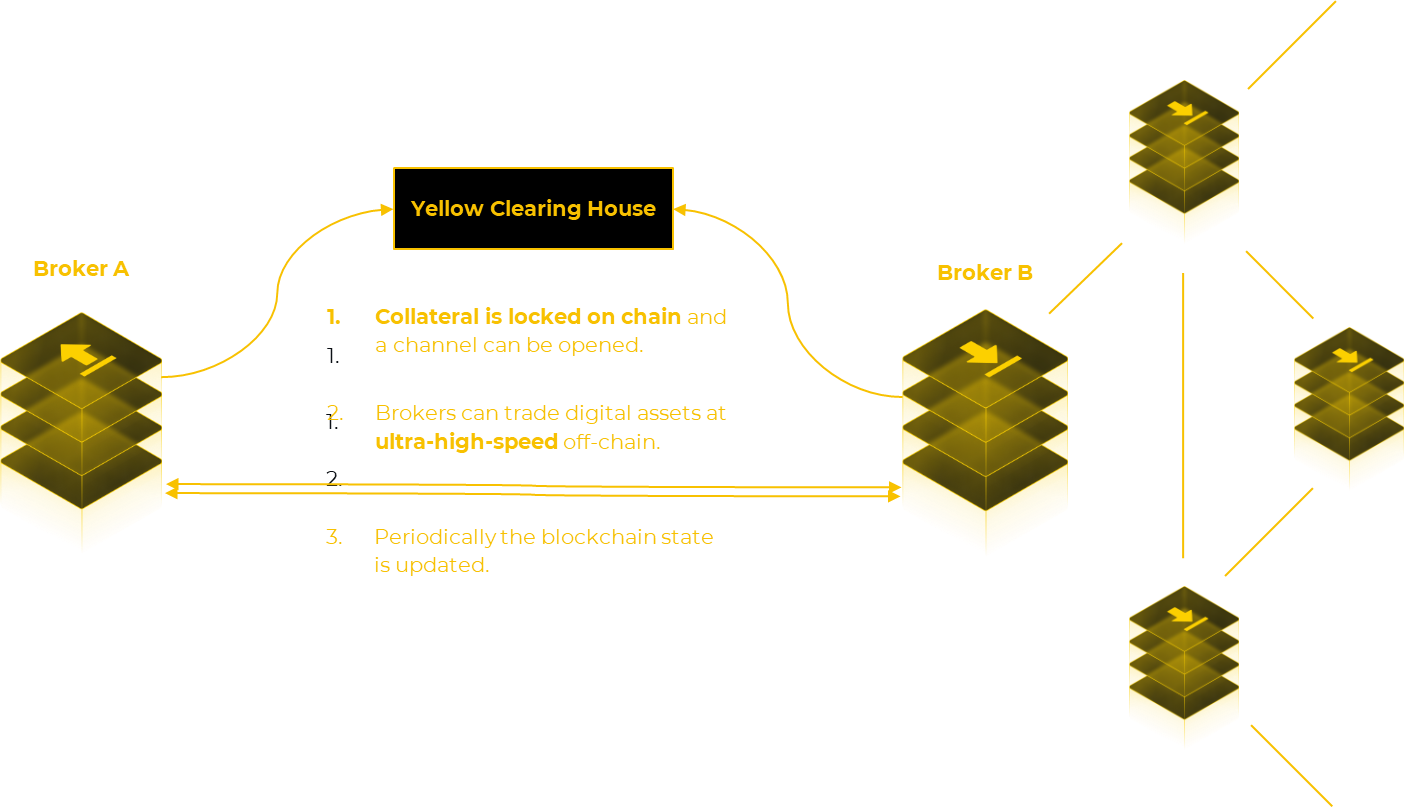 Yellow Clearing House
Broker A
Broker B
1. Collateral is locked on chain and
a channel can be opened.
1.
2. Brokers can trade digital assets at
1.
ultra-high-speed off-chain.
2.
3. Periodically the blockchain state
is updated.